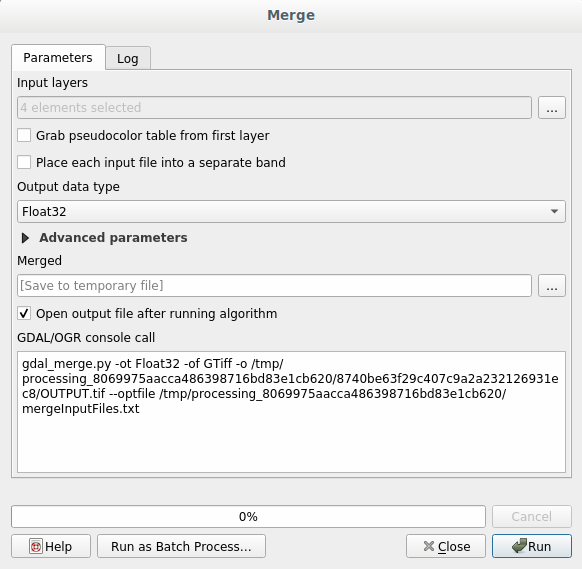 Merge
Parameters
Log
Input layers
4 elements selected
...
Grab pseudocolor table from first layer
Place each input file into a separate band
Output data type
Float32
Advanced parameters
Merged
[Save to temporary file]
...
Open output file after running algorithm
GDAL/OGR console call
gdal_merge.py -ot Float32 -of GTiff -o /tmp/
processing_8069975aacca486398716bd83e1cb620/8740be63f29c407c9a2a232126931e
c8/OUTPUT.tif --optfile /tmp/processing_8069975aacca486398716bd83e1cb620/
mergeInputFiles.txt
0%
Cancel
Help
Run as Batch Process...
Close
Run